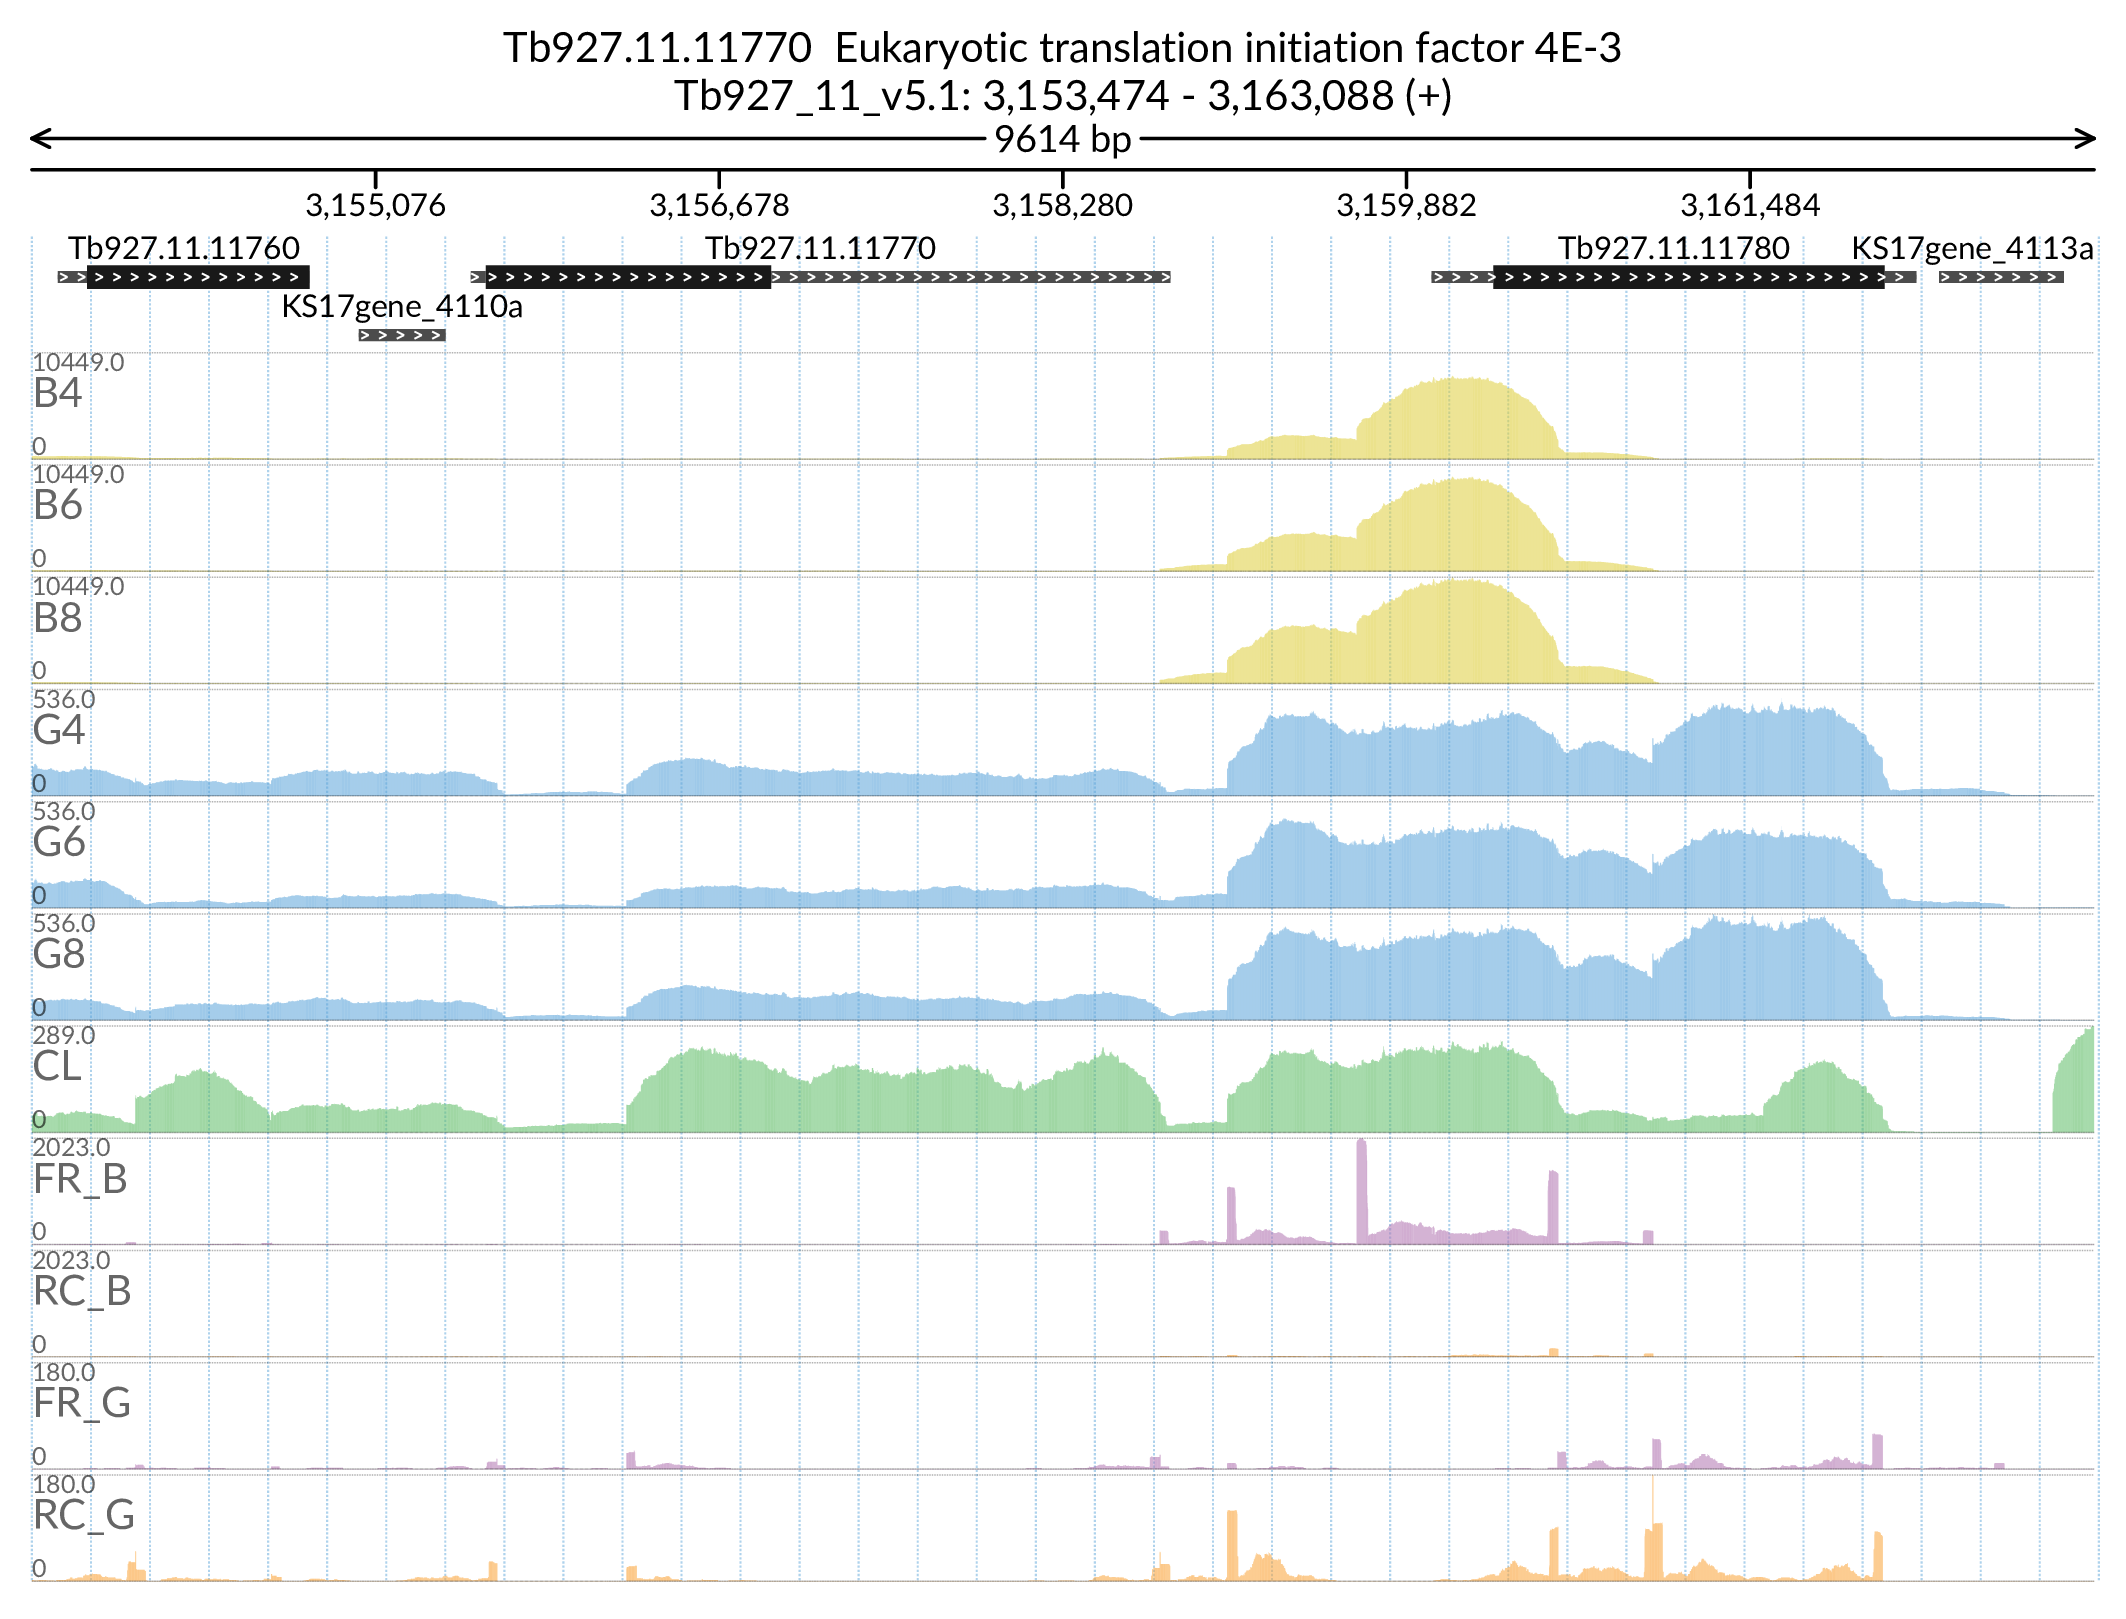 Tb927.11.11770 Eukaryotic translation initiation factor 4E-3
Tb927_11_v5.1: 3,153,474 - 3,163,088 (+)
9614 bp
3,155,076 3,156,678 3,158,280 3,159,882 3,161,484
Tb927.11.11760 Tb927.11.11770 Tb927.11.11780 KS17gene_4113a
KS17gene_4110a
10449.0
B4
0
10449.0
B6
0
10449.0
B8
0
536.0
G4
0
536.0
G6
0
536.0
G8
0
289.0
CL
0
2023.0
FR_B
0
2023.0
RC_B
0
180.0
FR_G
0
180.0
RC_G
0